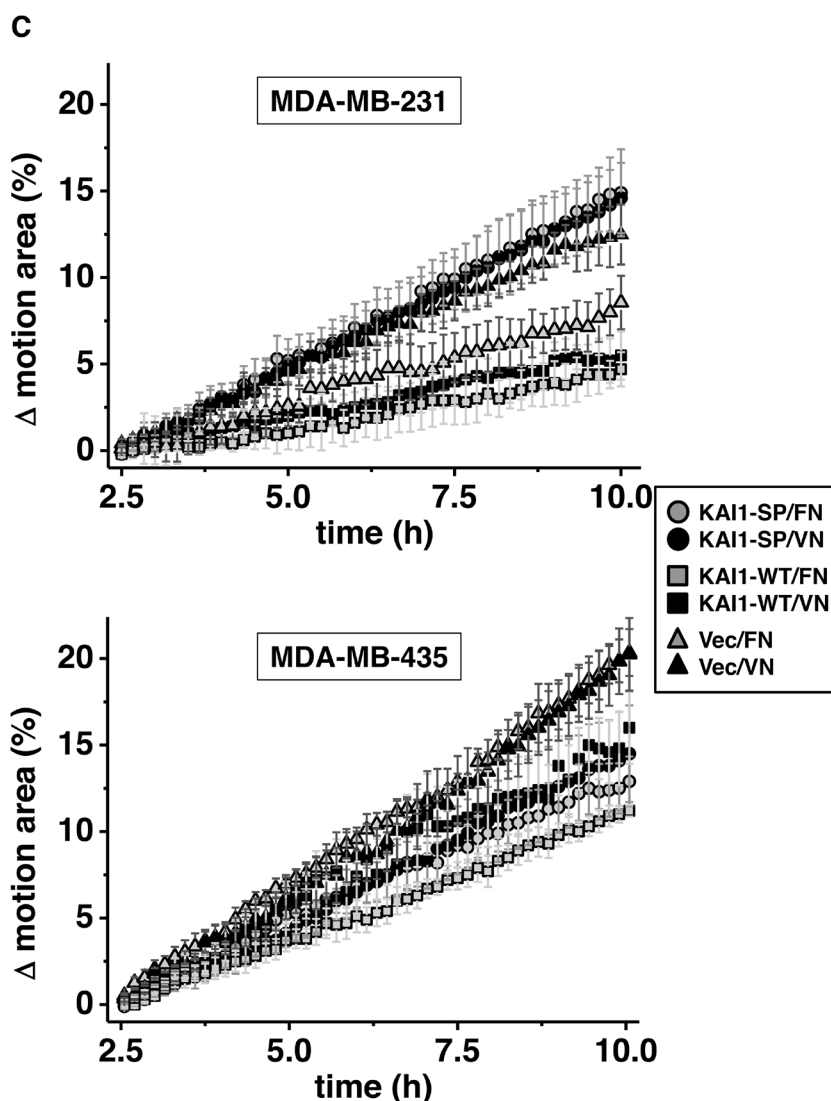 C
MDA-MB-231
Δ motion area (%)
20
15
10
5
0
2.5 5.0 7.5 10.0
time (h)
KAI1-SP/FN
KAI1-SP/VN
KAI1-WT/FN
KAI1-WT/VN
Vec/FN
Vec/VN
MDA-MB-435
Δ motion area (%)
20
15
10
5
0
2.5 5.0 7.5 10.0
time (h)